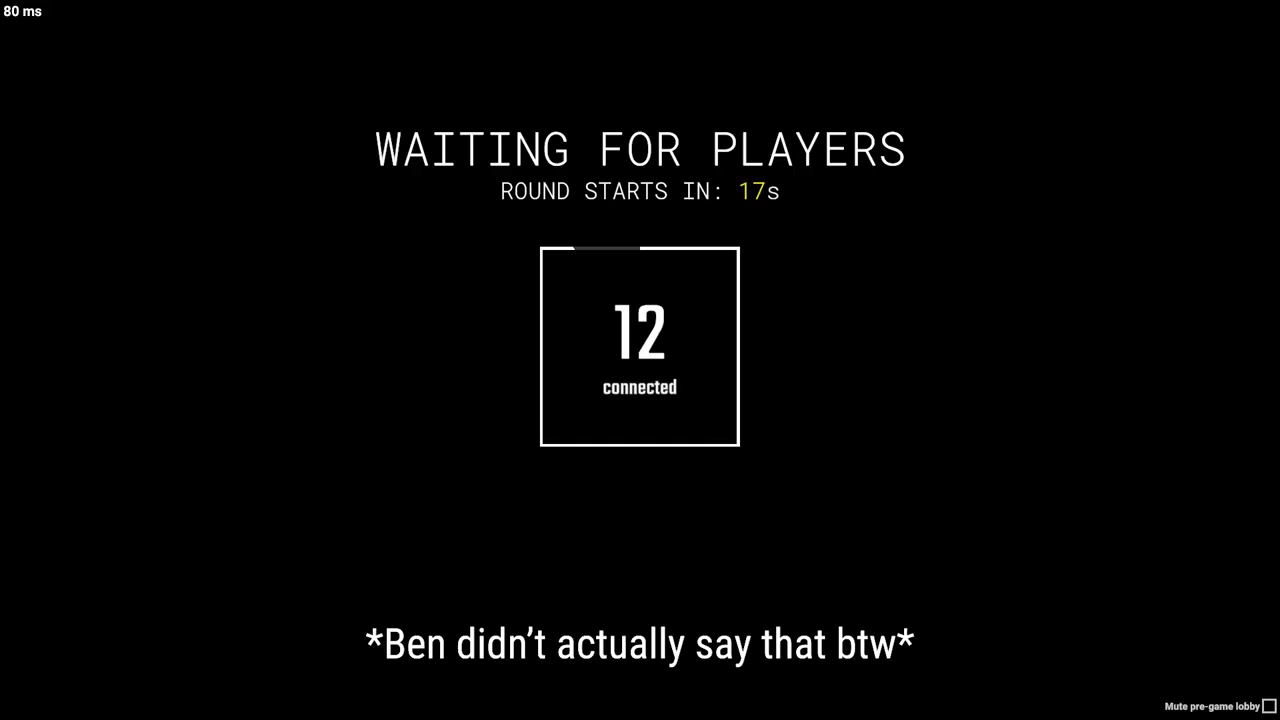 80 ms
WAITING FOR PLAYERS
ROUND STARTS IN: 17s
12
connected
*Ben didn't actually say that btw*
Mute pre-game lobby